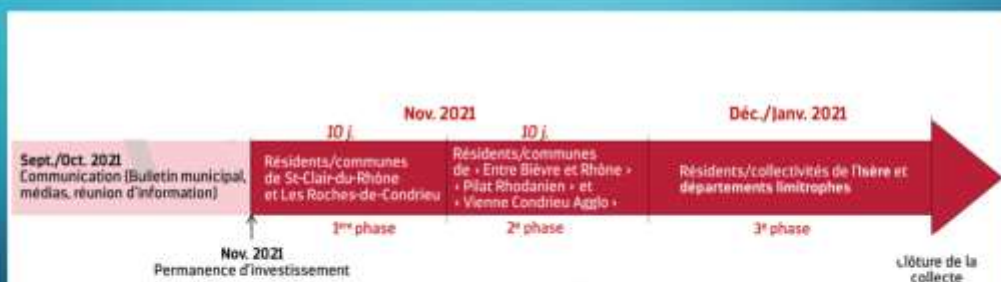 Nov. 2021
Déc./Janv. 2021
10 j.
10 j.
Sept./Oct. 2021
Communication (Bulletin municipal,
médias, réunion d'information)
Résidents/communes
de St-Clair-du-Rhône
et Les Roches-de-Condrieu
Résidents/communes
de « Entre Bièvre et Rhône »
« Pilat Rhodanien » et
« Vienne Condrieu Agglo »
Résidents/collectivités de l'Isère et
départements limitrophes
1ère phase
2e phase
3e phase
Nov. 2021
Permanence d'investissement
Clôture de la
collecte